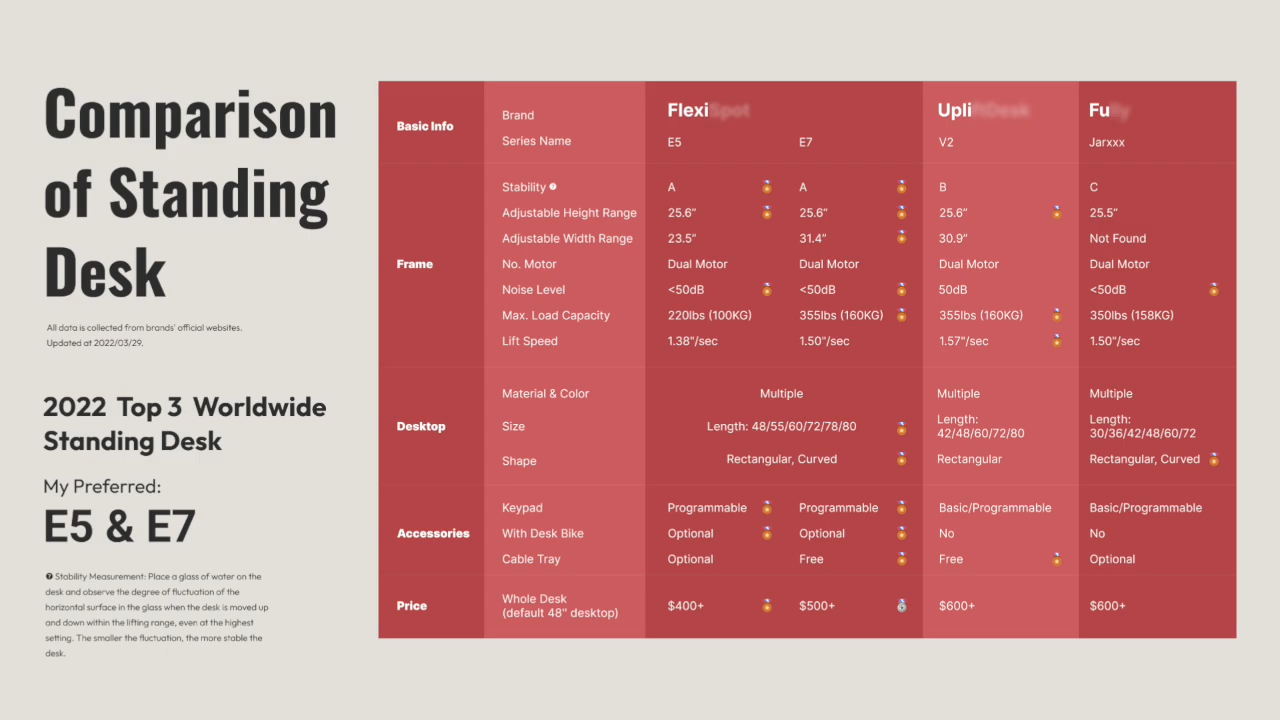 Comparison
of Standing
Desk
All data is collected from brands' official websites.
Updated at 2022/03/29.
2022 Top 3 Worldwide
Standing Desk
My Preferred:
E5 & E7
? Stability Measurement: Place a glass of water on the
desk and observe the degree of fluctuation of the
horizontal surface in the glass when the desk is moved up
and down within the lifting range, even at the highest
setting. The smaller the fluctuation, the more stable the
desk.
Basic Info
Brand FlexiSpot UpliftDesk Fully
Series Name E5 E7 V2 Jarxxx
Frame
Stability ? A A B C
Adjustable Height Range 25.6” 25.6” 25.6” 25.5”
Adjustable Width Range 23.5” 31.4” 30.9” Not Found
No. Motor Dual Motor Dual Motor Dual Motor Dual Motor
Noise Level <50dB <50dB 50dB <50dB
Max. Load Capacity 220lbs (100KG) 355lbs (160KG) 355lbs (160KG) 350lbs (158KG)
Lift Speed 1.38”/sec 1.50”/sec 1.57”/sec 1.50”/sec
Desktop
Material & Color Multiple Multiple Multiple
Size Length: 48/55/60/72/78/80 Length: 42/48/60/72/80 Length: 30/36/42/48/60/72
Shape Rectangular, Curved Rectangular Rectangular, Curved
Accessories
Keypad Programmable Programmable Basic/Programmable Basic/Programmable
With Desk Bike Optional Optional No No
Cable Tray Optional Free Free Optional
Price
Whole Desk
(default 48" desktop) $400+ $500+ $600+ $600+